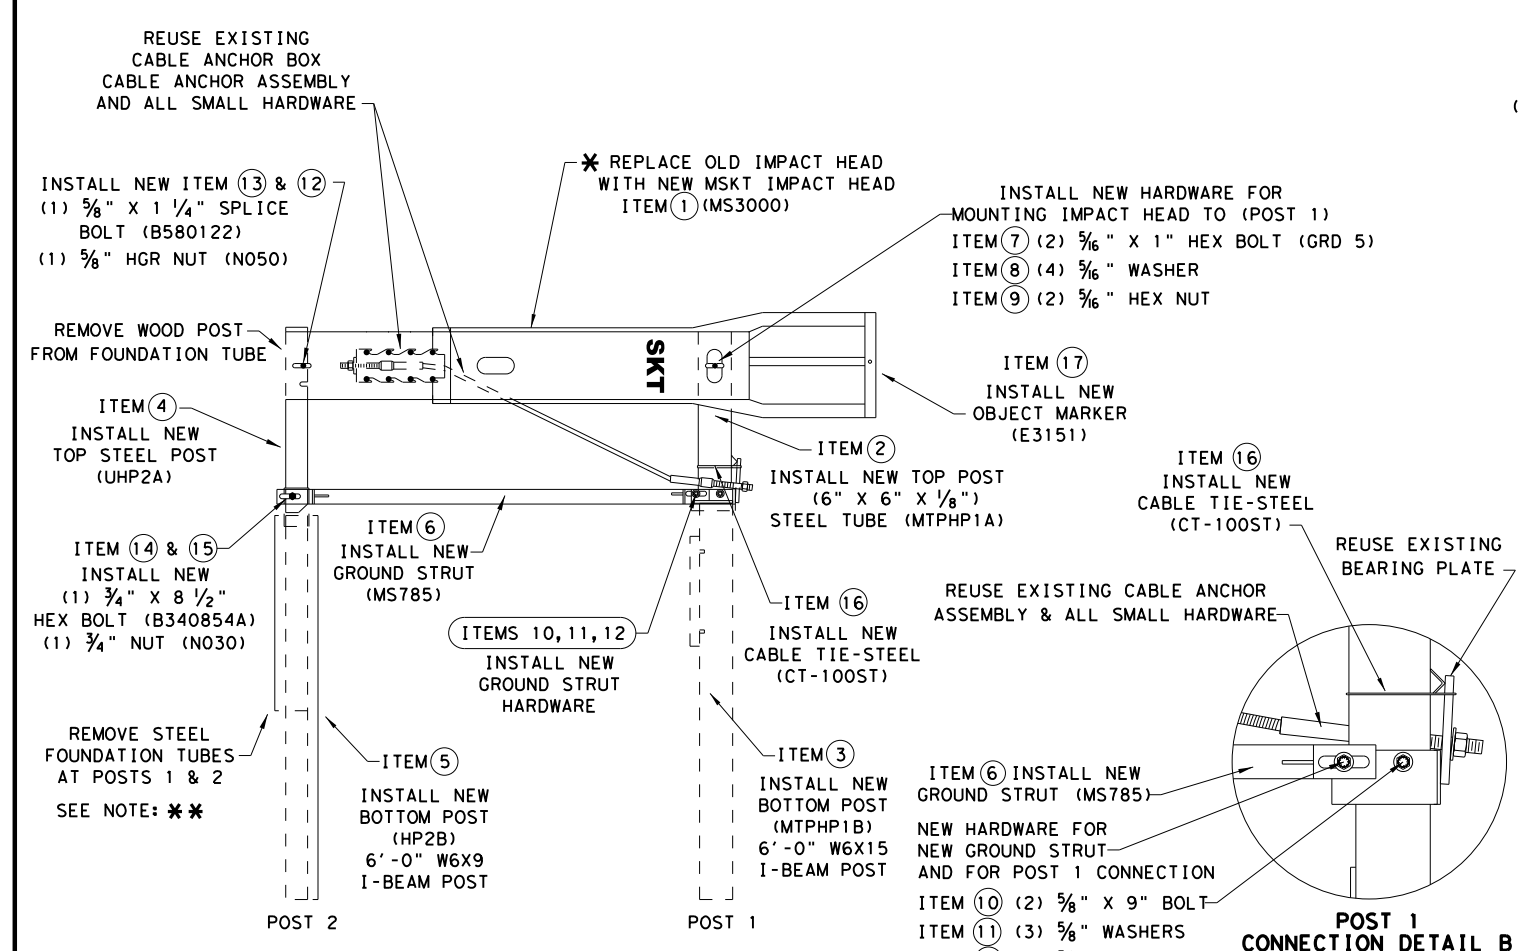 REUSE EXISTING
CABLE ANCHOR BOX
CABLE ANCHOR ASSEMBLY
AND ALL SMALL HARDWARE
INSTALL NEW ITEM 13 & 12
(1) 5/8" X 1 1/4" SPLICE
BOLT (B580122)
(1) 5/8" HGR NUT (N050)
* REPLACE OLD IMPACT HEAD
WITH NEW MSKT IMPACT HEAD
ITEM 1 (MS3000)
INSTALL NEW HARDWARE FOR
MOUNTING IMPACT HEAD TO (POST 1)
ITEM 7 (2) 5/16" X 1" HEX BOLT (GRD 5)
ITEM 8 (4) 5/16" WASHER
ITEM 9 (2) 5/16" HEX NUT
REMOVE WOOD POST
FROM FOUNDATION TUBE
SKT
ITEM 17
INSTALL NEW
OBJECT MARKER
(E3151)
ITEM 4
INSTALL NEW
TOP STEEL POST
(UHP2A)
ITEM 2
INSTALL NEW TOP POST
(6" X 6" X 1/8")
STEEL TUBE (MTPHP1A)
ITEM 16
INSTALL NEW
CABLE TIE-STEEL
(CT-100ST)
REUSE EXISTING
BEARING PLATE
ITEM 14 & 15
INSTALL NEW
(1) 3/4" X 8 1/2"
HEX BOLT (B340854A)
(1) 3/4" NUT (N030)
ITEM 6
INSTALL NEW
GROUND STRUT
(MS785)
ITEMS 10,11,12
INSTALL NEW
GROUND STRUT
HARDWARE
ITEM 16
INSTALL NEW
CABLE TIE-STEEL
(CT-100ST)
REUSE EXISTING CABLE ANCHOR
ASSEMBLY & ALL SMALL HARDWARE
REMOVE STEEL
FOUNDATION TUBES
AT POSTS 1 & 2
SEE NOTE: **
ITEM 5
INSTALL NEW
BOTTOM POST
(HP2B)
6'-0" W6X9
I-BEAM POST
ITEM 3
INSTALL NEW
BOTTOM POST
(MTPHP1B)
6'-0" W6X15
I-BEAM POST
ITEM 6 INSTALL NEW
GROUND STRUT (MS785)
NEW HARDWARE FOR
NEW GROUND STRUT
AND FOR POST 1 CONNECTION
ITEM 10 (2) 5/8" X 9" BOLT
ITEM 11 (3) 5/8" WASHERS
POST 2
POST 1
POST 1
CONNECTION DETAIL B